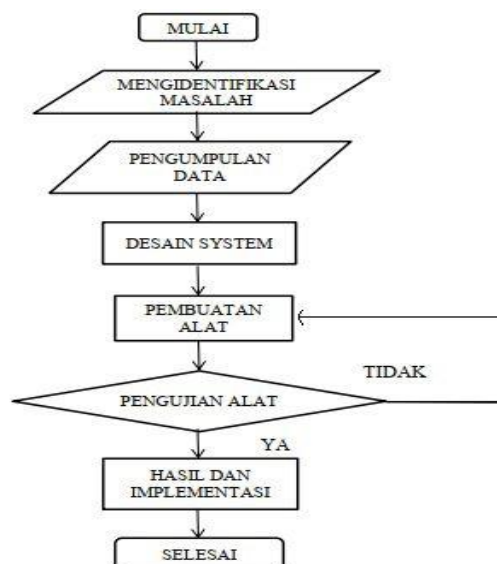 MULAI
MENGIDENTIFIKASI
MASALAH
PENGUMPULAN
DATA
DESAIN SYSTEM
PEMBUATAN
ALAT
TIDAK
PENGUJIAN ALAT
YA
HASIL DAN
IMPLEMENTASI
SELESAI